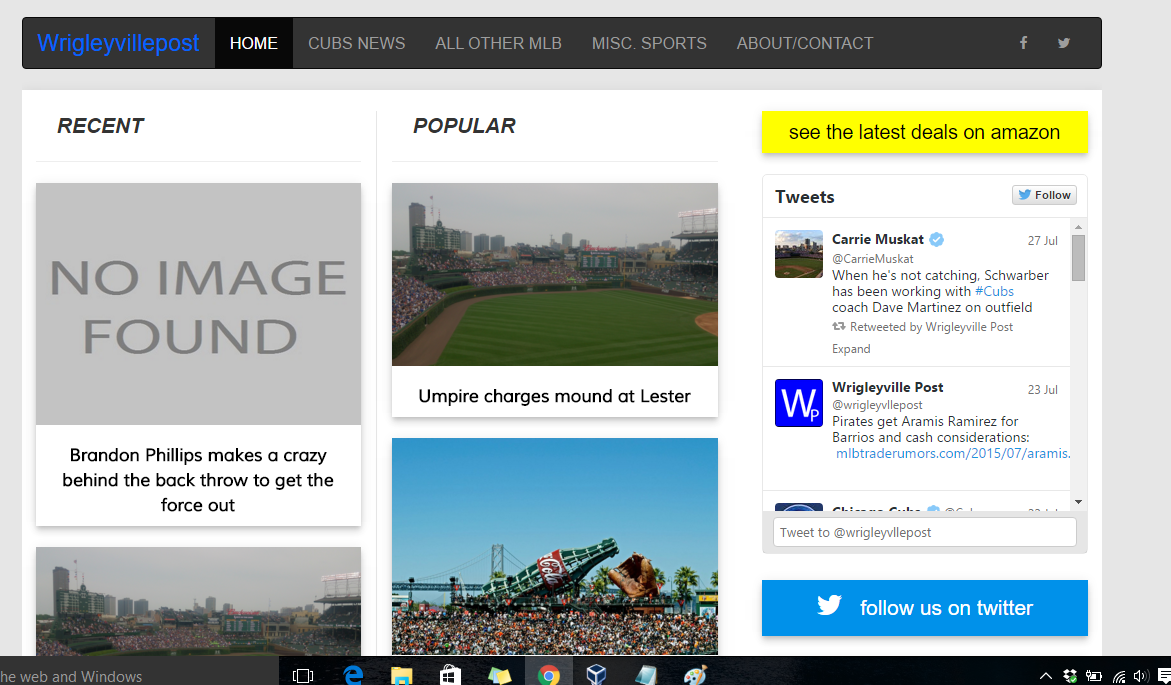 Wrigleyvillepost HOME CUBS NEWS ALL OTHER MLB MISC. SPORTS ABOUT/CONTACT
RECENT
NO IMAGE
FOUND
Brandon Phillips makes a crazy
behind the back throw to get the
force out
POPULAR
Umpire charges mound at Lester
Coca-Cola
see the latest deals on amazon
Tweets
Follow
Carrie Muskat 27 Jul
@CarrieMuskat
When he's not catching, Schwarber
has been working with #Cubs
coach Dave Martinez on outfield
Retweeted by Wrigleyville Post
Expand
WP
Wrigleyville Post 23 Jul
@wrigleyvllepost
Pirates get Aramis Ramirez for
Barrios and cash considerations:
mlbtraderumors.com/2015/07/aramis.
Chicago Cubs
Tweet to @wrigleyvllepost
follow us on twitter
he web and Windows